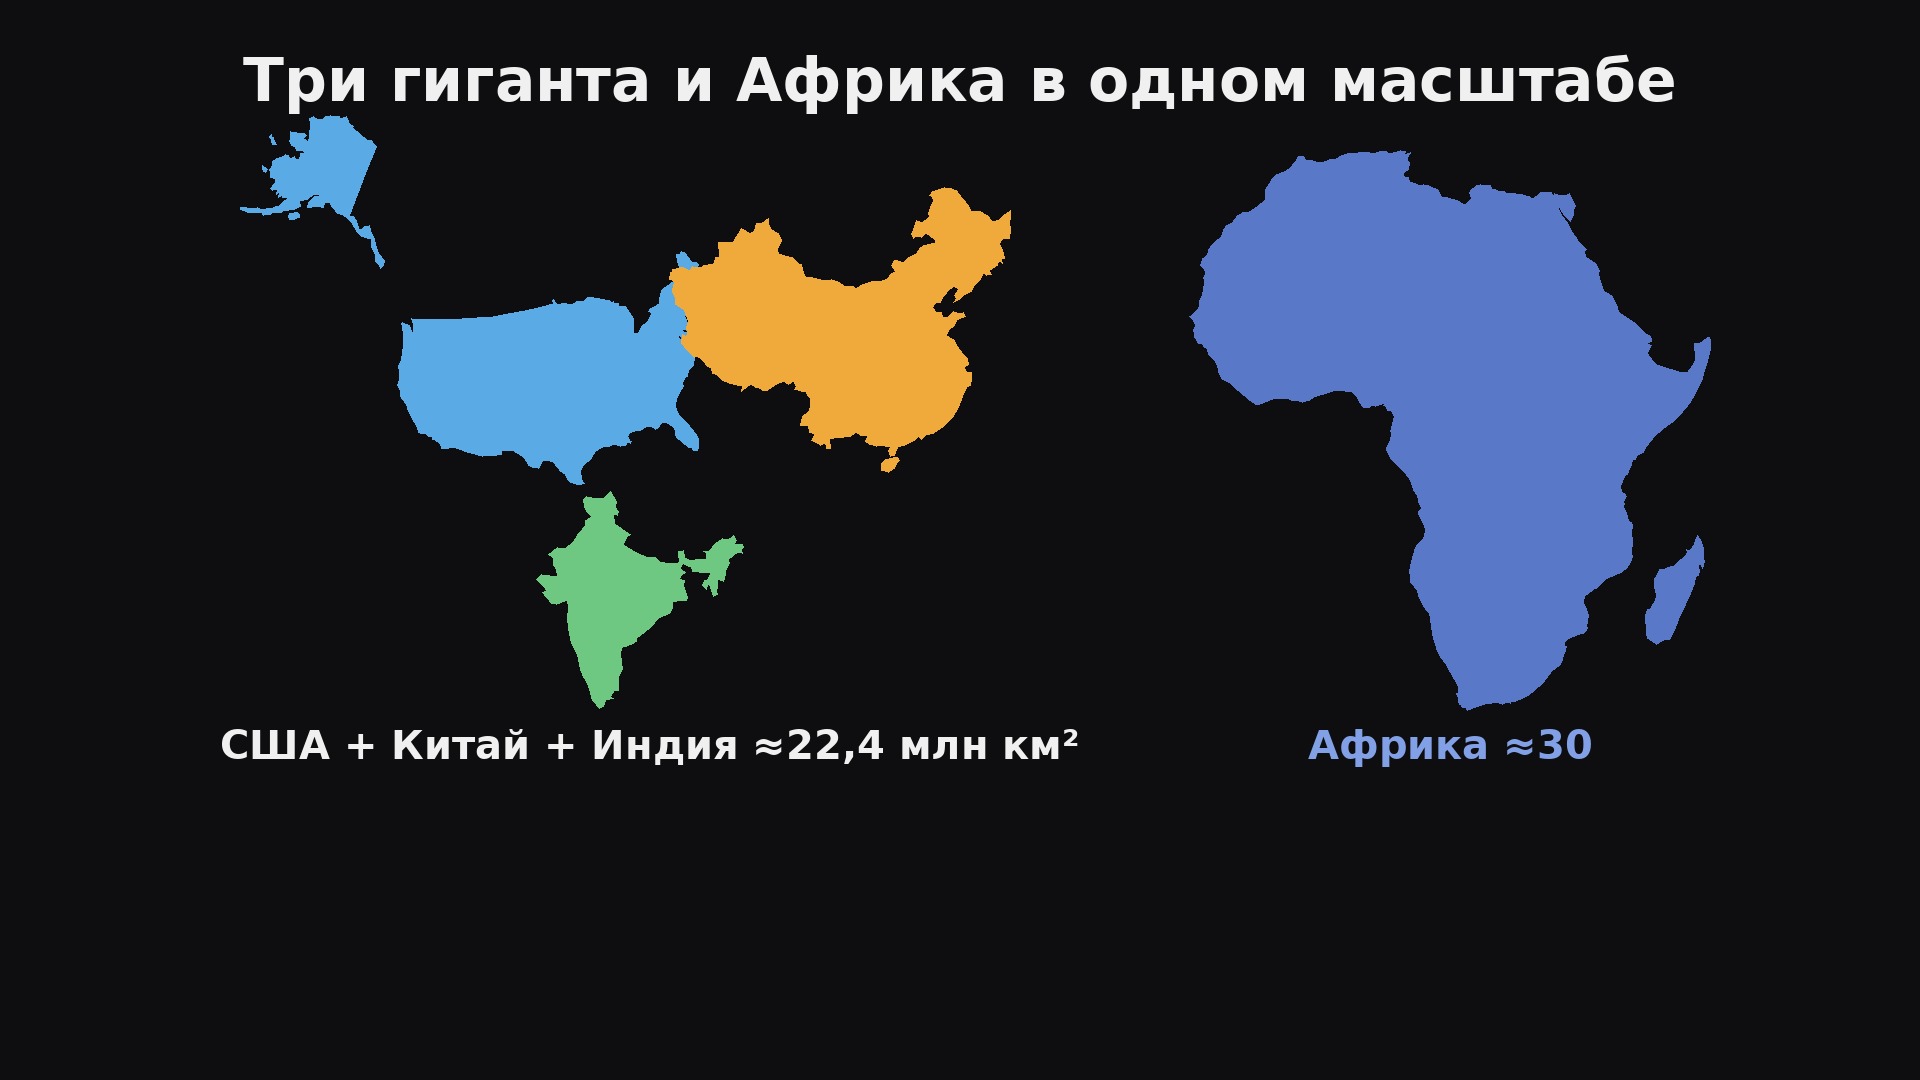 Три гиганта и Африка в одном масштабе
США + Китай + Индия ≈22,4 млн км²
Африка ≈30